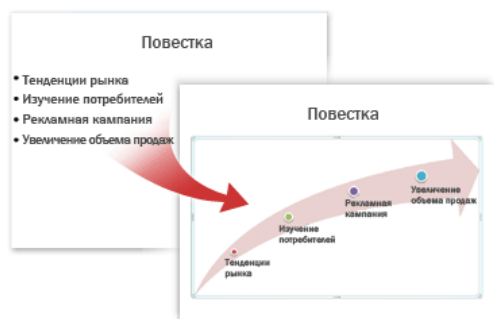 Повестка
• Тенденции рынка
• Изучение потребителей
• Рекламная кампания
• Увеличение объема продаж
Повестка
Увеличение
объема продаж
Рекламная
кампания
Изучение
потребителей
Тенденции
рынка